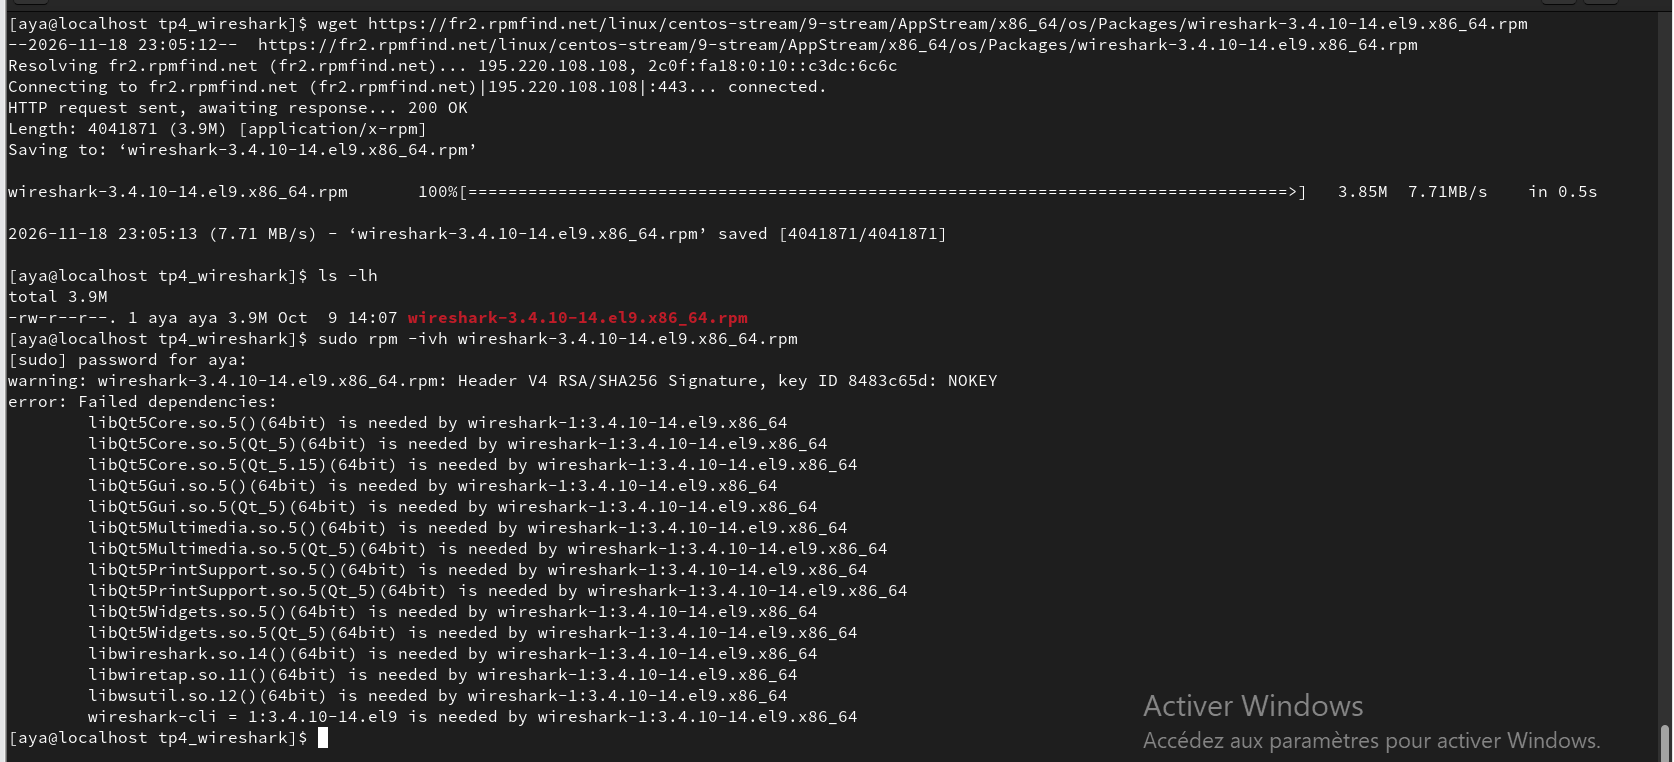 [aya@localhost tp4_wireshark]$ wget https://fr2.rpmfind.net/linux/centos-stream/9-stream/AppStream/x86_64/os/Packages/wireshark-3.4.10-14.el9.x86_64.rpm
--2026-11-18 23:05:12--  https://fr2.rpmfind.net/linux/centos-stream/9-stream/AppStream/x86_64/os/Packages/wireshark-3.4.10-14.el9.x86_64.rpm
Resolving fr2.rpmfind.net (fr2.rpmfind.net)... 195.220.108.108, 2c0f:fa18:0:10::c3dc:6c6c
Connecting to fr2.rpmfind.net (fr2.rpmfind.net)|195.220.108.108|:443... connected.
HTTP request sent, awaiting response... 200 OK
Length: 4041871 (3.9M) [application/x-rpm]
Saving to: ‘wireshark-3.4.10-14.el9.x86_64.rpm’
wireshark-3.4.10-14.el9.x86_64.rpm       100%[==================================================================================>]   3.85M  7.71MB/s    in 0.5s
2026-11-18 23:05:13 (7.71 MB/s) - ‘wireshark-3.4.10-14.el9.x86_64.rpm’ saved [4041871/4041871]
[aya@localhost tp4_wireshark]$ ls -lh
total 3.9M
-rw-r--r--. 1 aya aya 3.9M Oct  9 14:07 wireshark-3.4.10-14.el9.x86_64.rpm
[aya@localhost tp4_wireshark]$ sudo rpm -ivh wireshark-3.4.10-14.el9.x86_64.rpm
[sudo] password for aya:
warning: wireshark-3.4.10-14.el9.x86_64.rpm: Header V4 RSA/SHA256 Signature, key ID 8483c65d: NOKEY
error: Failed dependencies:
        libQt5Core.so.5()(64bit) is needed by wireshark-1:3.4.10-14.el9.x86_64
        libQt5Core.so.5(Qt_5)(64bit) is needed by wireshark-1:3.4.10-14.el9.x86_64
        libQt5Core.so.5(Qt_5.15)(64bit) is needed by wireshark-1:3.4.10-14.el9.x86_64
        libQt5Gui.so.5()(64bit) is needed by wireshark-1:3.4.10-14.el9.x86_64
        libQt5Gui.so.5(Qt_5)(64bit) is needed by wireshark-1:3.4.10-14.el9.x86_64
        libQt5Multimedia.so.5()(64bit) is needed by wireshark-1:3.4.10-14.el9.x86_64
        libQt5Multimedia.so.5(Qt_5)(64bit) is needed by wireshark-1:3.4.10-14.el9.x86_64
        libQt5PrintSupport.so.5()(64bit) is needed by wireshark-1:3.4.10-14.el9.x86_64
        libQt5PrintSupport.so.5(Qt_5)(64bit) is needed by wireshark-1:3.4.10-14.el9.x86_64
        libQt5Widgets.so.5()(64bit) is needed by wireshark-1:3.4.10-14.el9.x86_64
        libQt5Widgets.so.5(Qt_5)(64bit) is needed by wireshark-1:3.4.10-14.el9.x86_64
        libwireshark.so.14()(64bit) is needed by wireshark-1:3.4.10-14.el9.x86_64
        libwiretap.so.11()(64bit) is needed by wireshark-1:3.4.10-14.el9.x86_64
        libwsutil.so.12()(64bit) is needed by wireshark-1:3.4.10-14.el9.x86_64
        wireshark-cli = 1:3.4.10-14.el9 is needed by wireshark-1:3.4.10-14.el9.x86_64
[aya@localhost tp4_wireshark]$
Activer Windows
Accédez aux paramètres pour activer Windows.